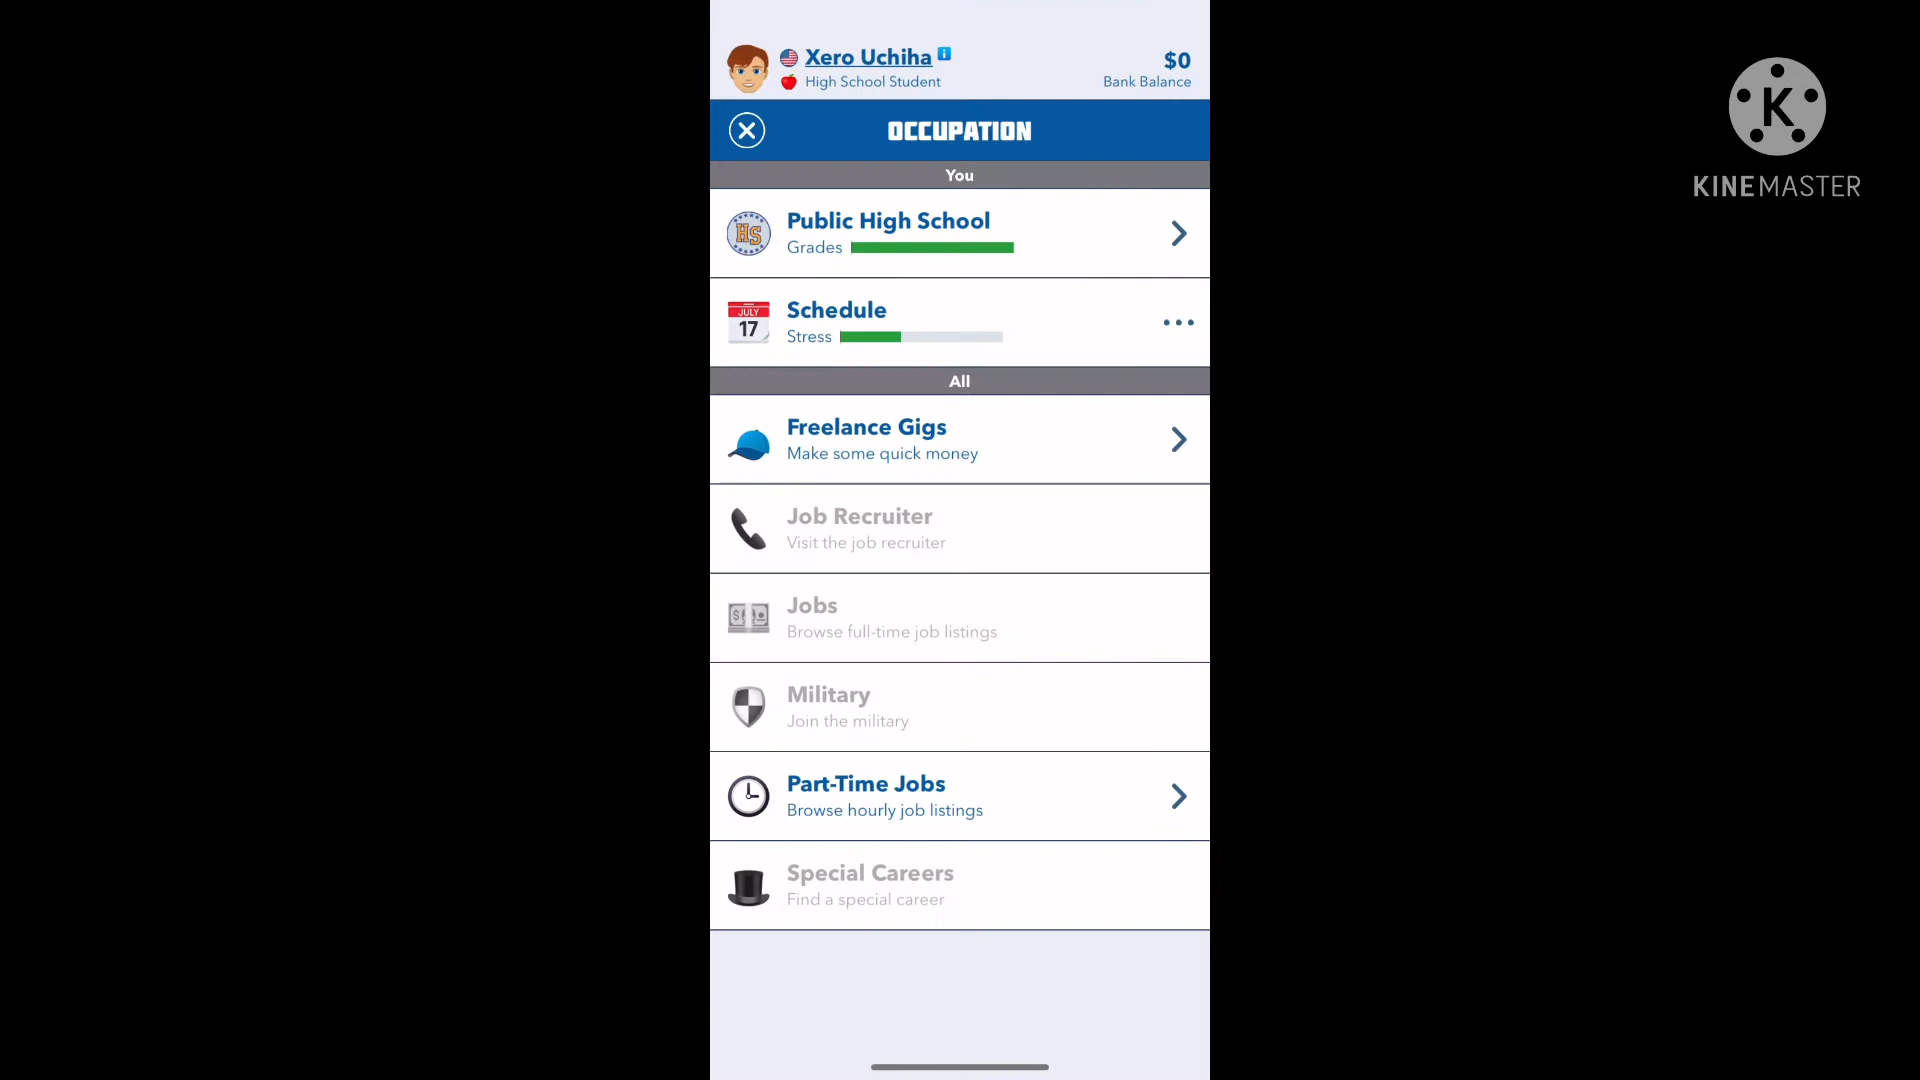 Xero Uchiha
High School Student
$0
Bank Balance
OCCUPATION
You
HS
Public High School
Grades
JULY
17
Schedule
Stress
All
Freelance Gigs
Make some quick money
Job Recruiter
Visit the job recruiter
Jobs
Browse full-time job listings
Military
Join the military
Part-Time Jobs
Browse hourly job listings
Special Careers
Find a special career
K
KINEMASTER